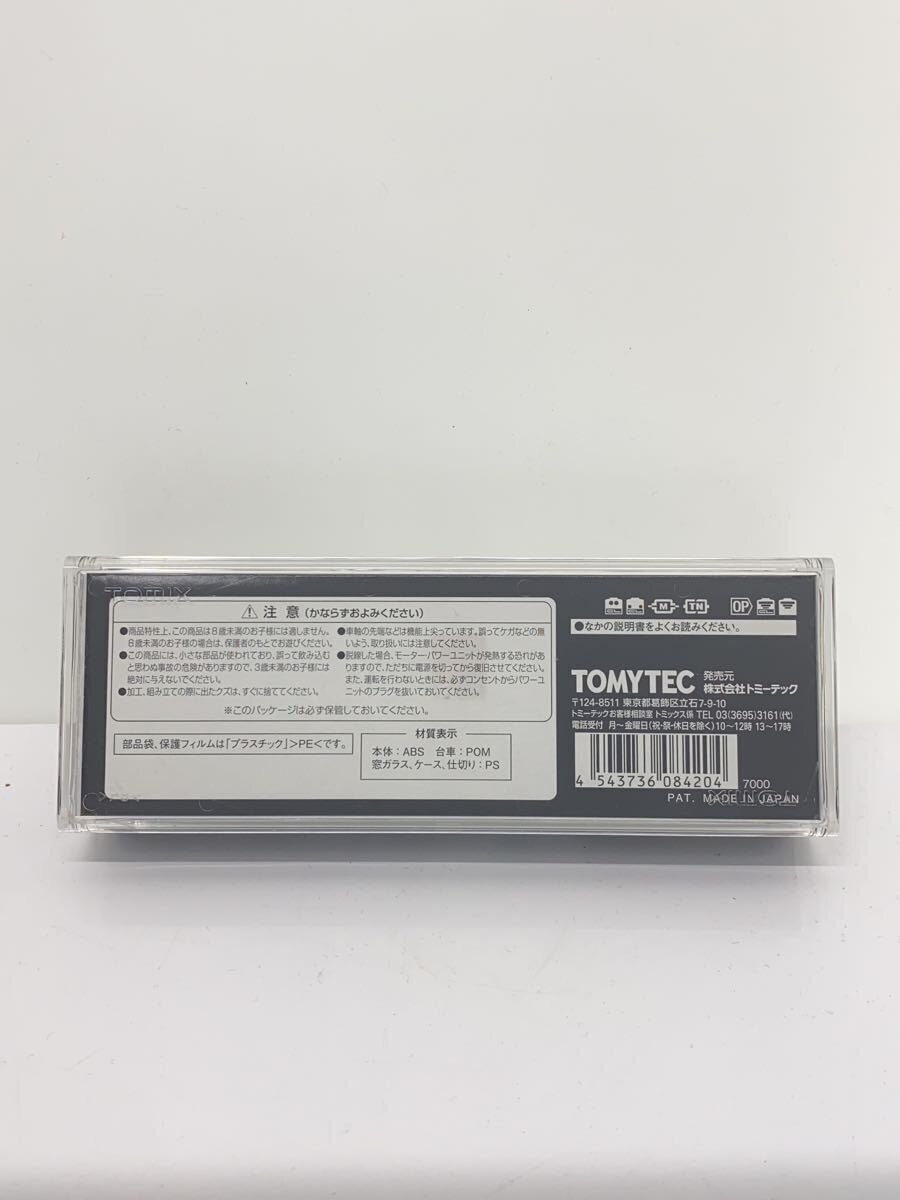 TOMIX
⚠ 注 意 (かならずおよみください)
●商品特性上、この商品は8歳未満のお子様には適しません。
8歳未満のお子様の場合は、保護者のもとでお遊びください。
●この商品には、小さな部品が使われており、誤って飲み込む
と思わぬ事故の危険がありますので、3歳未満のお子様には
絶対に与えないでください。
●加工、組み立ての際に出たクズは、すぐに捨ててください。
●車軸の先端などは機能上尖っています。誤ってケガなどの無
いよう、取り扱いには注意してください。
●脱線した場合、モーターパワーユニットが発熱する恐れがあ
りますので、ただちに電源を切ってから復旧させてください。
また、運転を行わないときには、必ずコンセントからパワーユ
ニットのプラグを抜いておいてください。
※このパッケージは必ず保管しておいてください。
部品袋、保護フィルムは「プラスチック」>PE<です。
材質表示
本体:ABS 台車:POM
窓ガラス、ケース、仕切り:PS
M TN OP
●なかの説明書をよくお読みください。
TOMYTEC 発売元 株式会社トミーテック
〒124-8511 東京都葛飾区立石7-9-10
トミーテックお客様相談室 トミックス係 TEL 03(3695)3161(代)
電話受付 月〜金曜日(祝・祭・休日を除く)10〜12時 13〜17時
4 543736 084204
7000
PAT. MADE IN JAPAN
TOMIX